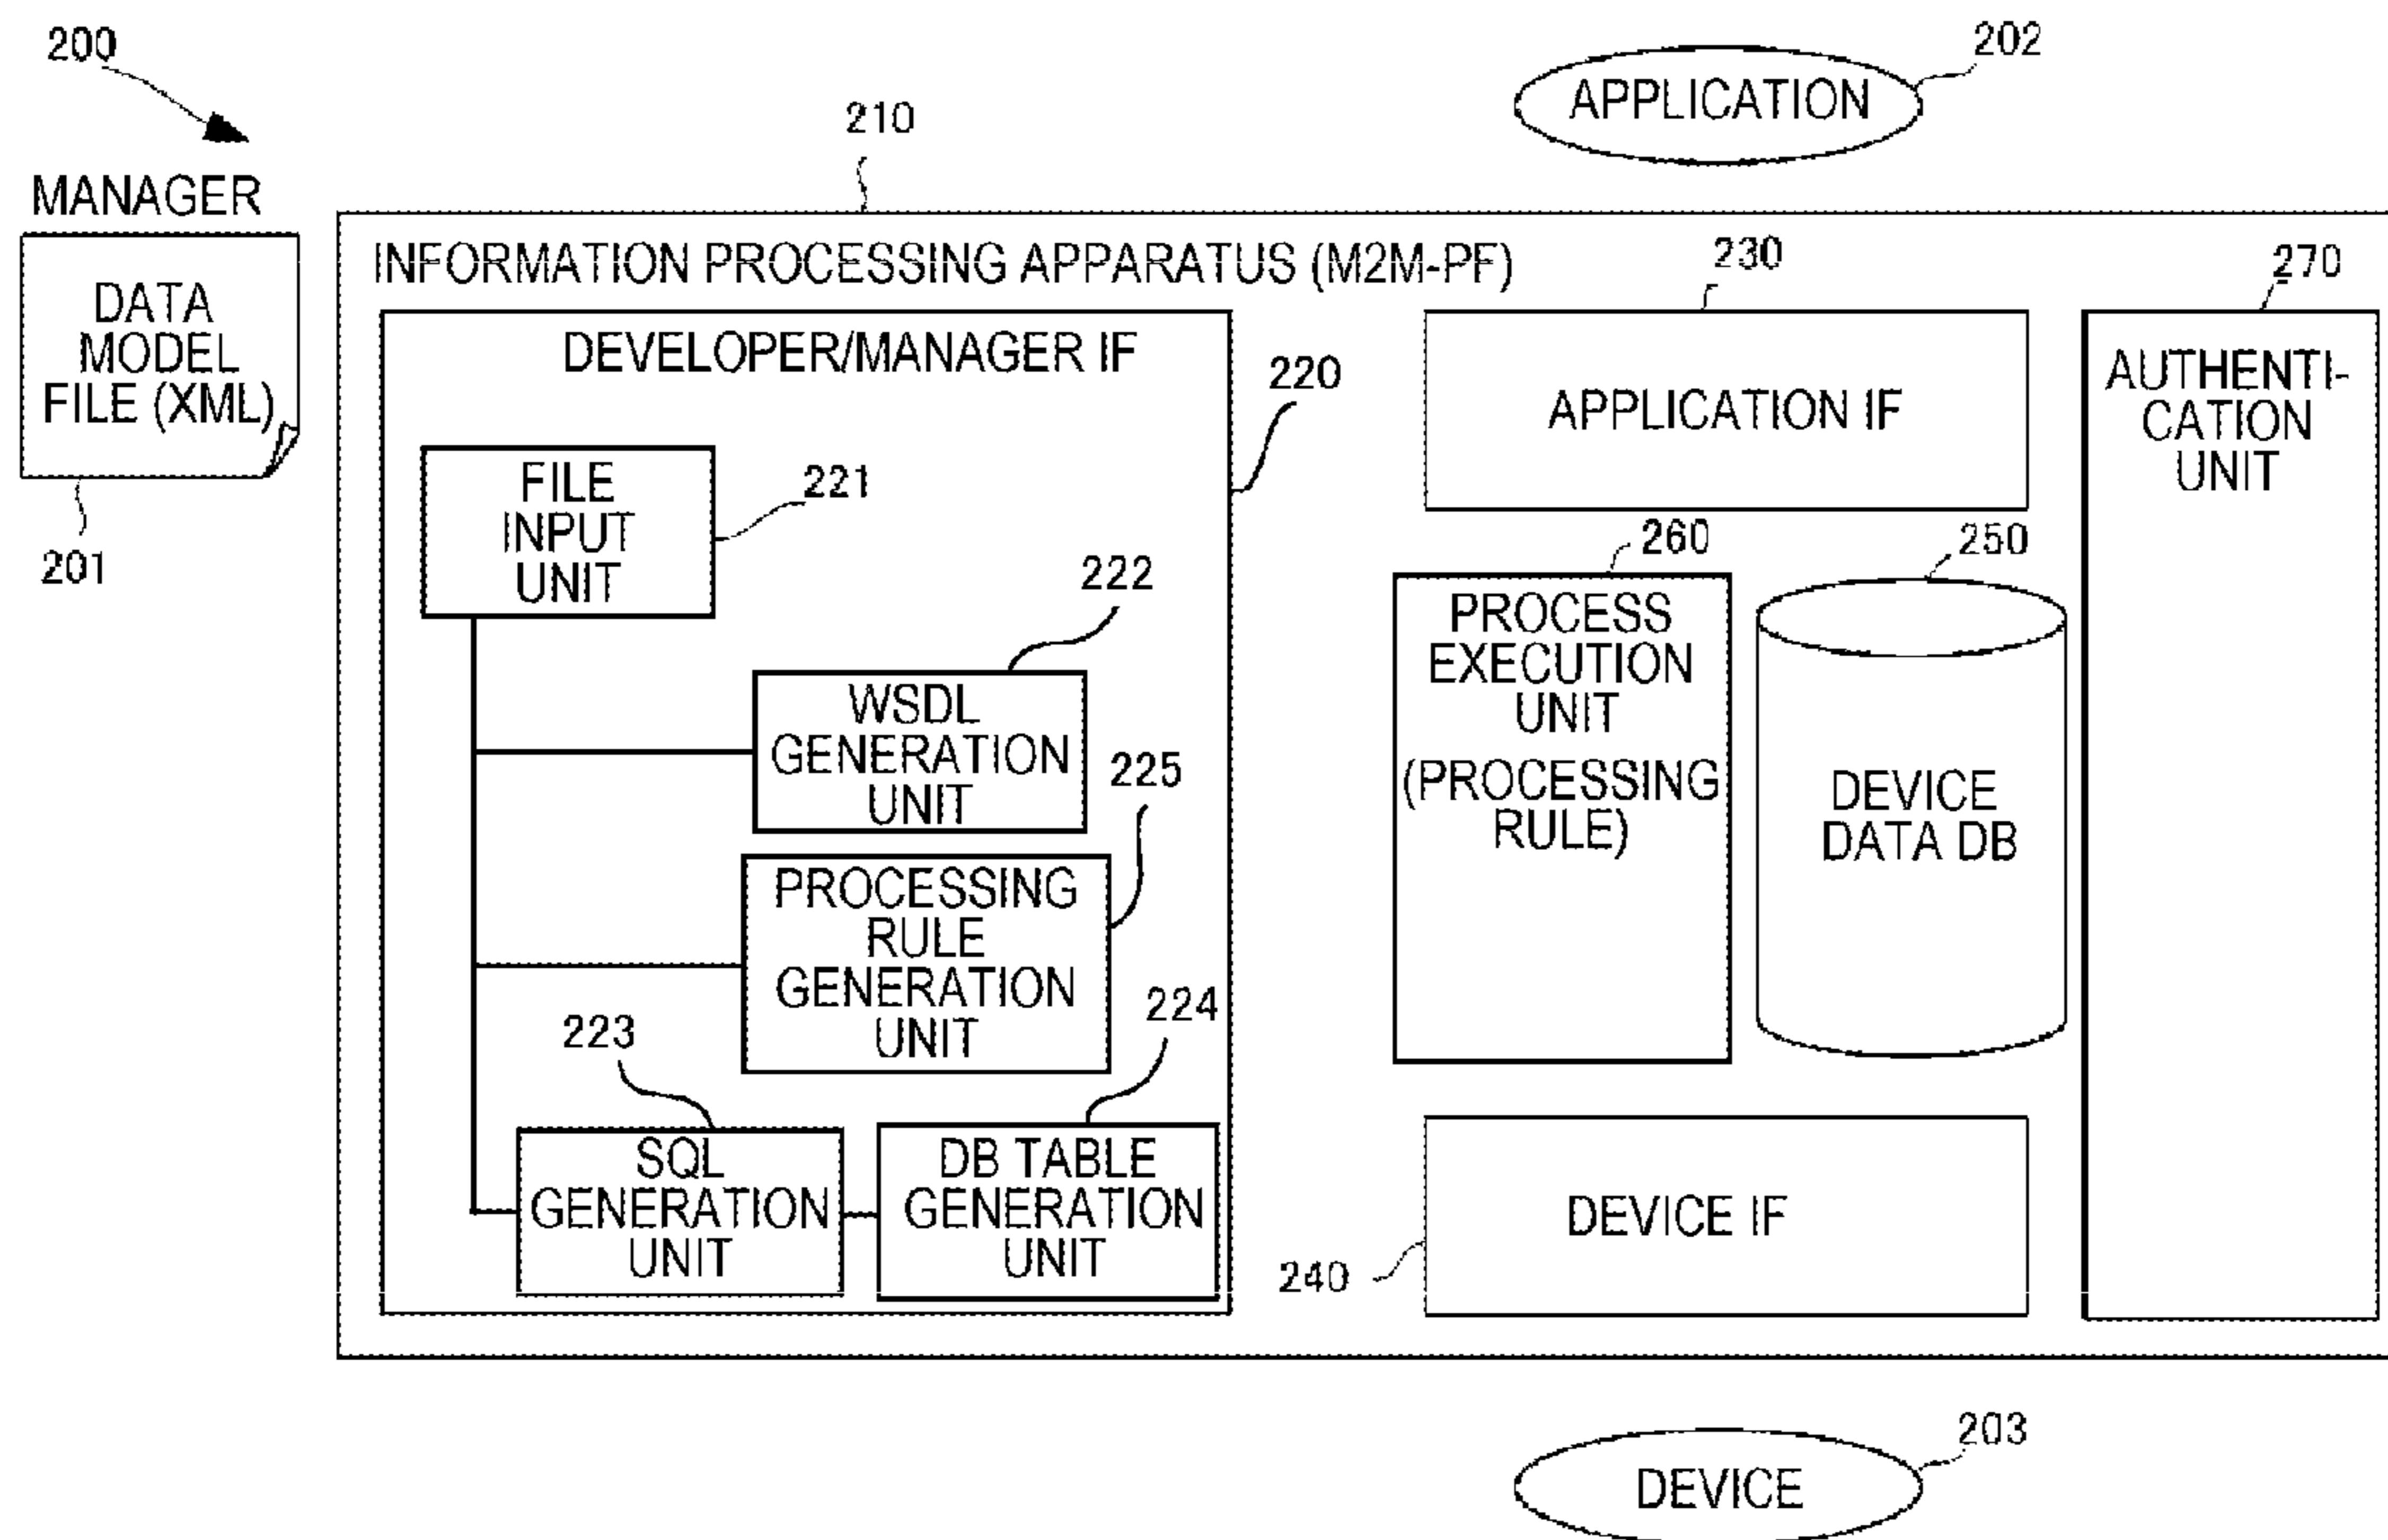 200
202
APPLICATION
210
MANAGER
DATA
MODEL
FILE (XML)
201
INFORMATION PROCESSING APPARATUS (M2M-PF)
DEVELOPER/MANAGER IF
220
FILE
INPUT
UNIT
221
222
WSDL
GENERATION
UNIT
225
PROCESSING
RULE
GENERATION
UNIT
223
224
SQL
GENERATION
UNIT
DB TABLE
GENERATION
UNIT
230
APPLICATION IF
260
PROCESS
EXECUTION
UNIT
(PROCESSING
RULE)
250
DEVICE
DATA DB
240
DEVICE IF
270
AUTHENTI-
CATION
UNIT
203
DEVICE